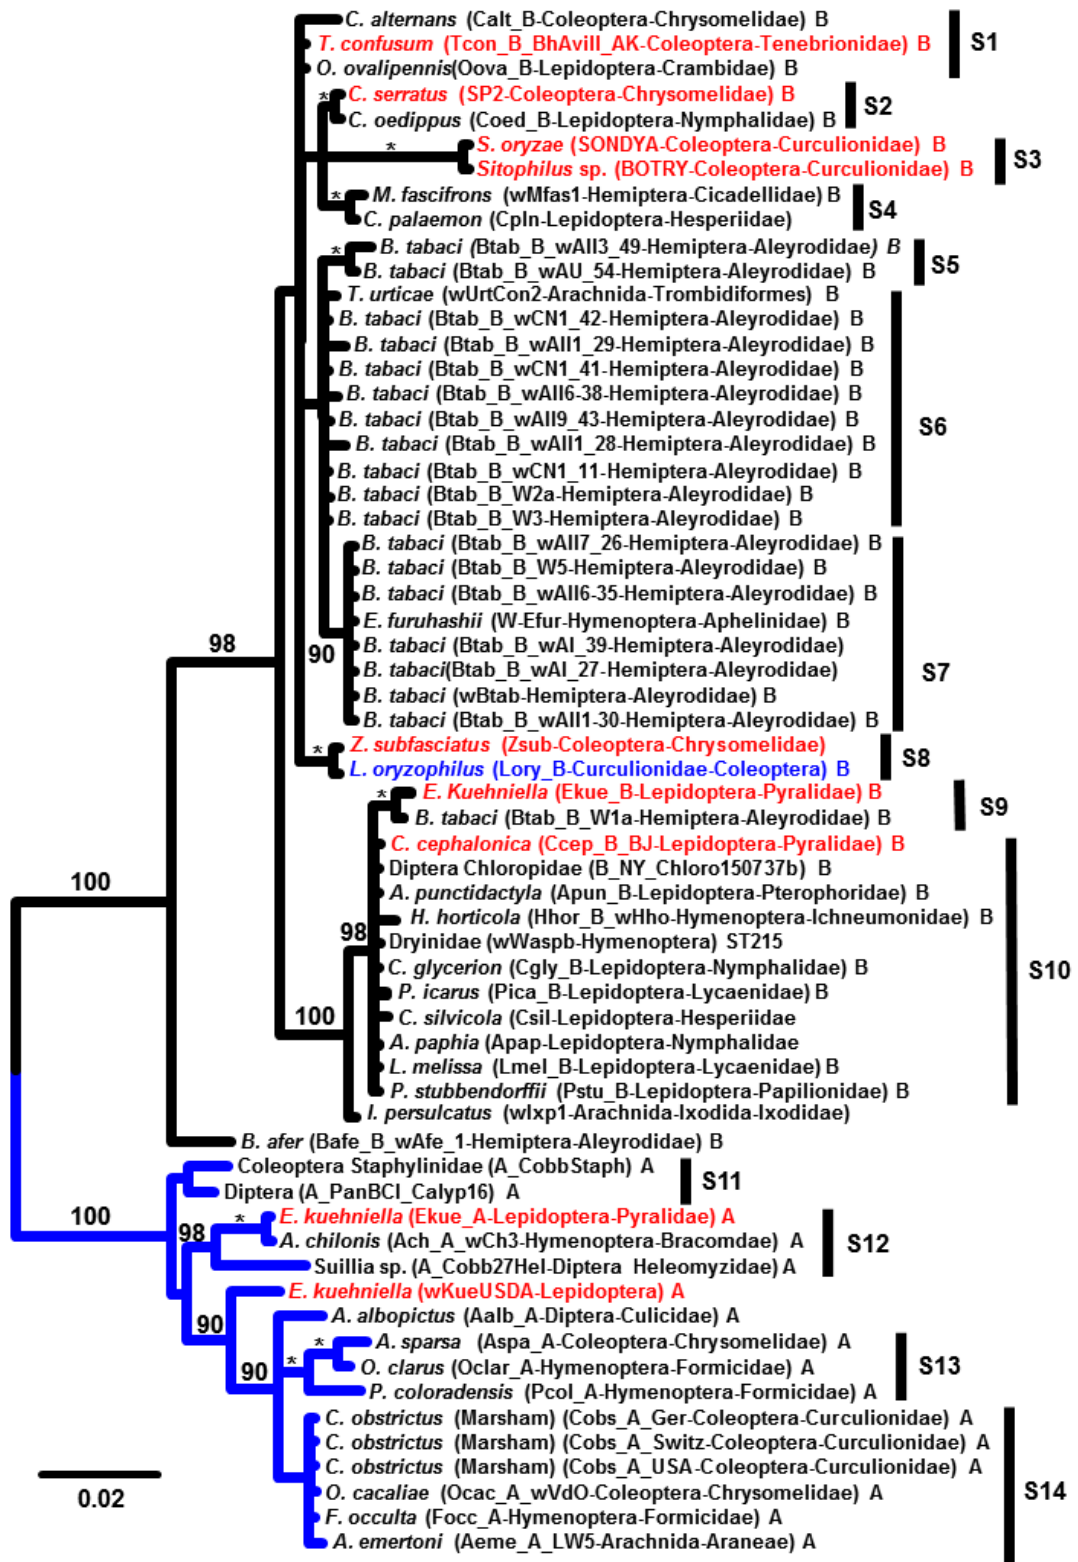 C. alternans (Calt_B-Coleoptera-Chrysomelidae) B
T. confusum (Tcon_B_BhAvill_AK-Coleoptera-Tenebrionidae) B
S1
O. ovalipennis(Oova_B-Lepidoptera-Crambidae) B
* C. serratus (SP2-Coleoptera-Chrysomelidae) B
S2
C. oedippus (Coed_B-Lepidoptera-Nymphalidae) B
* S. oryzae (SONDYA-Coleoptera-Curculionidae) B
S3
Sitophilus sp. (BOTRY-Coleoptera-Curculionidae) B
* M. fascifrons (wMfas1-Hemiptera-Cicadellidae) B
S4
C. palaemon (Cpln-Lepidoptera-Hesperiidae)
* B. tabaci (Btab_B_wAll3_49-Hemiptera-Aleyrodidae) B
S5
B. tabaci (Btab_B_wAU_54-Hemiptera-Aleyrodidae) B
T. urticae (wUrtCon2-Arachnida-Trombidiformes) B
B. tabaci (Btab_B_wCN1_42-Hemiptera-Aleyrodidae) B
B. tabaci (Btab_B_wAll1_29-Hemiptera-Aleyrodidae) B
B. tabaci (Btab_B_wCN1_41-Hemiptera-Aleyrodidae) B
B. tabaci (Btab_B_wAll6-38-Hemiptera-Aleyrodidae) B
B. tabaci (Btab_B_wAll9_43-Hemiptera-Aleyrodidae) B
S6
B. tabaci (Btab_B_wAll1_28-Hemiptera-Aleyrodidae) B
B. tabaci (Btab_B_wCN1_11-Hemiptera-Aleyrodidae) B
B. tabaci (Btab_B_W2a-Hemiptera-Aleyrodidae) B
B. tabaci (Btab_B_W3-Hemiptera-Aleyrodidae) B
B. tabaci (Btab_B_wAll7_26-Hemiptera-Aleyrodidae) B
B. tabaci (Btab_B_W5-Hemiptera-Aleyrodidae) B
B. tabaci (Btab_B_wAll6-35-Hemiptera-Aleyrodidae) B
E. furuhashii (W-Efur-Hymenoptera-Aphelinidae) B
98
90
B. tabaci (Btab_B_wAI_39-Hemiptera-Aleyrodidae)
B. tabaci(Btab_B_wAI_27-Hemiptera-Aleyrodidae)
S7
B. tabaci (wBtab-Hemiptera-Aleyrodidae) B
B. tabaci (Btab_B_wAll1-30-Hemiptera-Aleyrodidae) B
* Z. subfasciatus (Zsub-Coleoptera-Chrysomelidae)
S8
L. oryzophilus (Lory_B-Curculionidae-Coleoptera) B
* E. Kuehniella (Ekue_B-Lepidoptera-Pyralidae) B
S9
B. tabaci (Btab_B_W1a-Hemiptera-Aleyrodidae) B
C. cephalonica (Ccep_B_BJ-Lepidoptera-Pyralidae) B
Diptera Chloropidae (B_NY_Chloro150737b) B
100
A. punctidactyla (Apun_B-Lepidoptera-Pterophoridae) B
H. horticola (Hhor_B_wHho-Hymenoptera-Ichneumonidae) B
98
Dryinidae (wWaspb-Hymenoptera) ST215
C. glycerion (Cgly_B-Lepidoptera-Nymphalidae) B
S10
P. icarus (Pica_B-Lepidoptera-Lycaenidae) B
100
C. silvicola (Csil-Lepidoptera-Hesperiidae
A. paphia (Apap-Lepidoptera-Nymphalidae
L. melissa (Lmel_B-Lepidoptera-Lycaenidae) B
P. stubbendorffii (Pstu_B-Lepidoptera-Papilionidae) B
I. persulcatus (wIxp1-Arachnida-Ixodida-Ixodidae)
B. afer (Bafe_B_wAfe_1-Hemiptera-Aleyrodidae) B
Coleoptera Staphylinidae (A_CobbStaph) A
S11
Diptera (A_PanBCI_Calyp16) A
100
* E. kuehniella (Ekue_A-Lepidoptera-Pyralidae) A
98
A. chilonis (Ach_A_wCh3-Hymenoptera-Bracomdae) A
S12
Suillia sp. (A_Cobb27Hel-Diptera Heleomyzidae) A
E. kuehniella (wKueUSDA-Lepidoptera) A
90
A. albopictus (Aalb_A-Diptera-Culicidae) A
* A. sparsa (Aspa_A-Coleoptera-Chrysomelidae) A
90
* O. clarus (Oclar_A-Hymenoptera-Formicidae) A
S13
P. coloradensis (Pcol_A-Hymenoptera-Formicidae) A
C. obstrictus (Marsham) (Cobs_A_Ger-Coleoptera-Curculionidae) A
C. obstrictus (Marsham) (Cobs_A_Switz-Coleoptera-Curculionidae) A
C. obstrictus (Marsham) (Cobs_A_USA-Coleoptera-Curculionidae) A
O. cacaliae (Ocac_A_wVdO-Coleoptera-Chrysomelidae) A
S14
F. occulta (Focc_A-Hymenoptera-Formicidae) A
A. emertoni (Aeme_A_LW5-Arachnida-Araneae) A
0.02